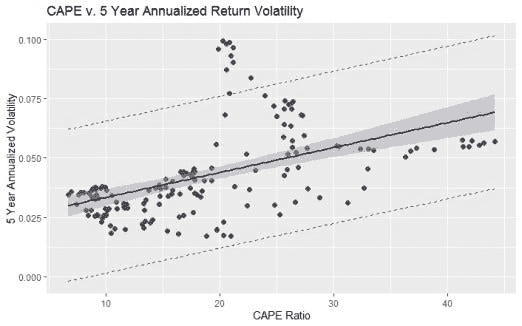 CAPE v. 5 Year Annualized Return Volatility
0.100
0.075
0.050
0.025
0.000
5 Year Annualized Volatility
10 20 30 40
CAPE Ratio